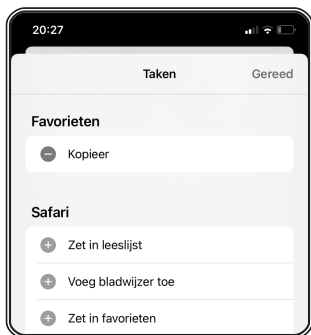 20:27
Taken Gereed
Favorieten
Kopieer
Safari
Zet in leeslijst
Voeg bladwijzer toe
Zet in favorieten